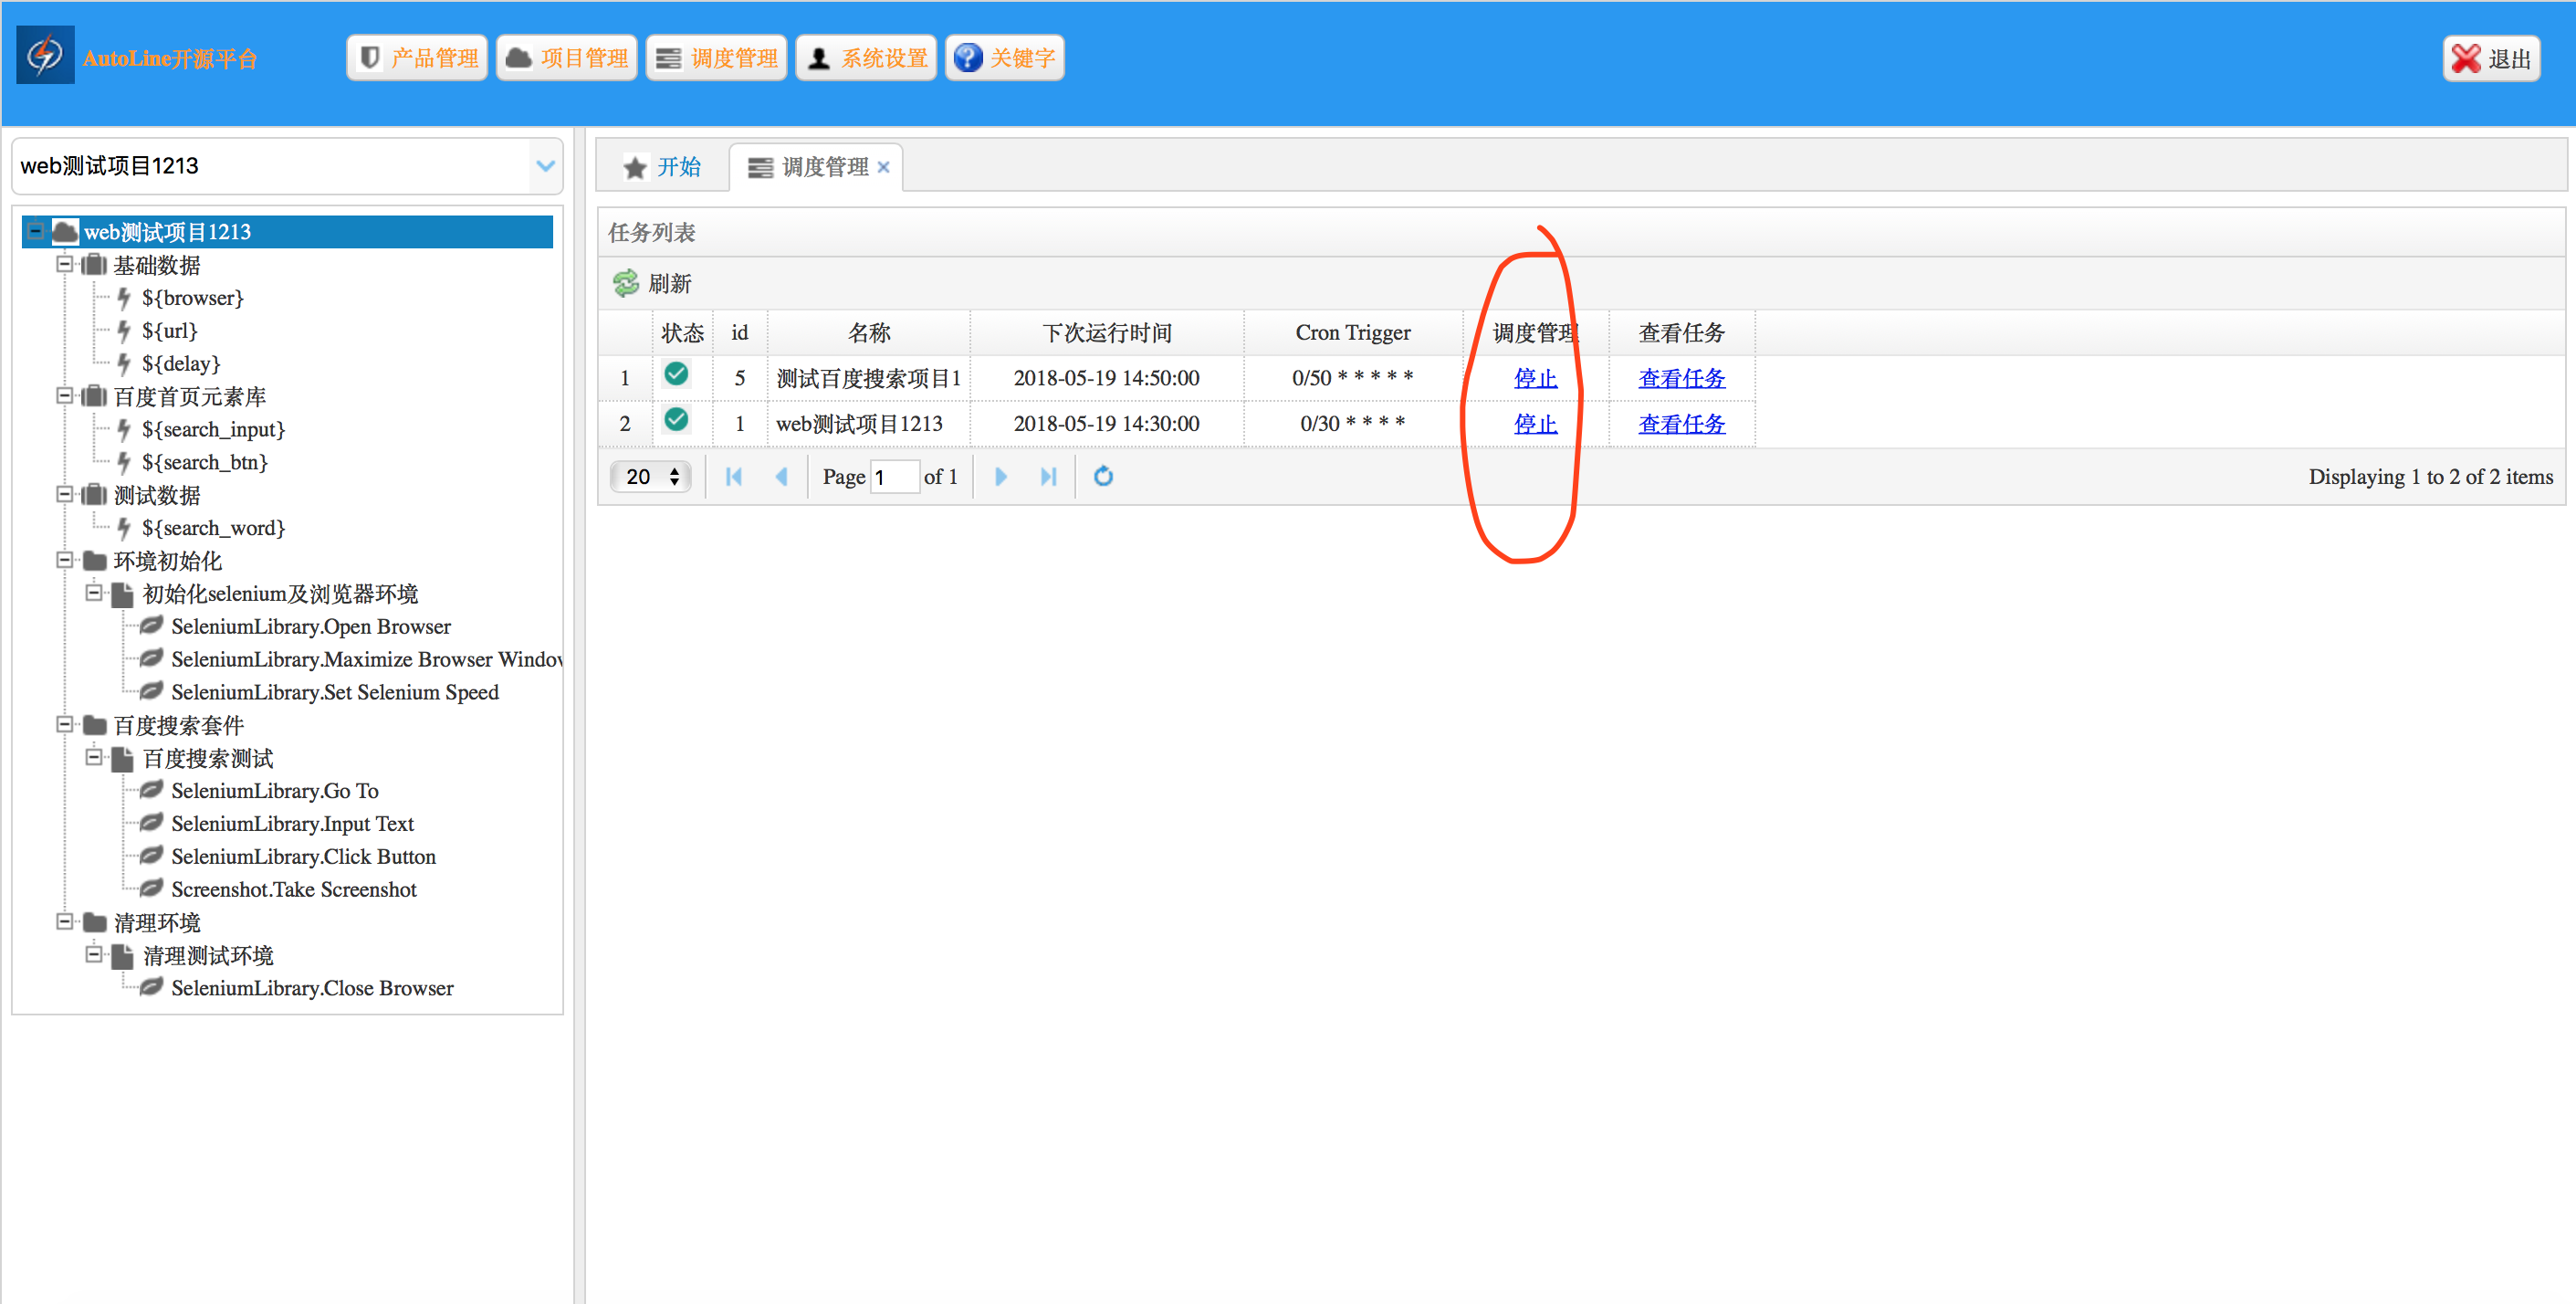 AutoLine开源平台
产品管理
项目管理
调度管理
系统设置
关键字
退出
web测试项目1213
web测试项目1213
基础数据
${browser}
${url}
${delay}
百度首页元素库
${search_input}
${search_btn}
测试数据
${search_word}
环境初始化
初始化selenium及浏览器环境
SeleniumLibrary.Open Browser
SeleniumLibrary.Maximize Browser Window
SeleniumLibrary.Set Selenium Speed
百度搜索套件
百度搜索测试
SeleniumLibrary.Go To
SeleniumLibrary.Input Text
SeleniumLibrary.Click Button
Screenshot.Take Screenshot
清理环境
清理测试环境
SeleniumLibrary.Close Browser
开始
调度管理
任务列表
刷新
状态 id 名称 下次运行时间 Cron Trigger 调度管理 查看任务
1 5 测试百度搜索项目1 2018-05-19 14:50:00 0/50 * * * * * 停止 查看任务
2 1 web测试项目1213 2018-05-19 14:30:00 0/30 * * * * 停止 查看任务
20 Page 1 of 1 Displaying 1 to 2 of 2 items